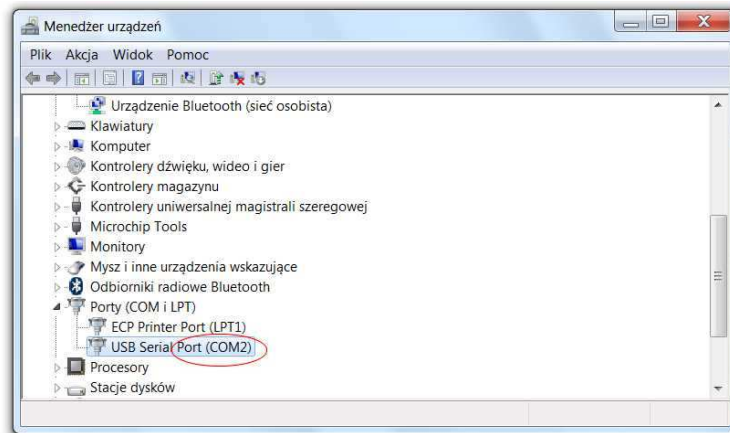 Menedżer urządzeń
Plik Akcja Widok Pomoc
Urządzenie Bluetooth (sieć osobista)
Klawiatury
Komputer
Kontrolery dźwięku, wideo i gier
Kontrolery magazynu
Kontrolery uniwersalnej magistrali szeregowej
Microchip Tools
Monitory
Mysz i inne urządzenia wskazujące
Odbiorniki radiowe Bluetooth
Porty (COM i LPT)
ECP Printer Port (LPT1)
USB Serial Port (COM2)
Procesory
Stacje dysków